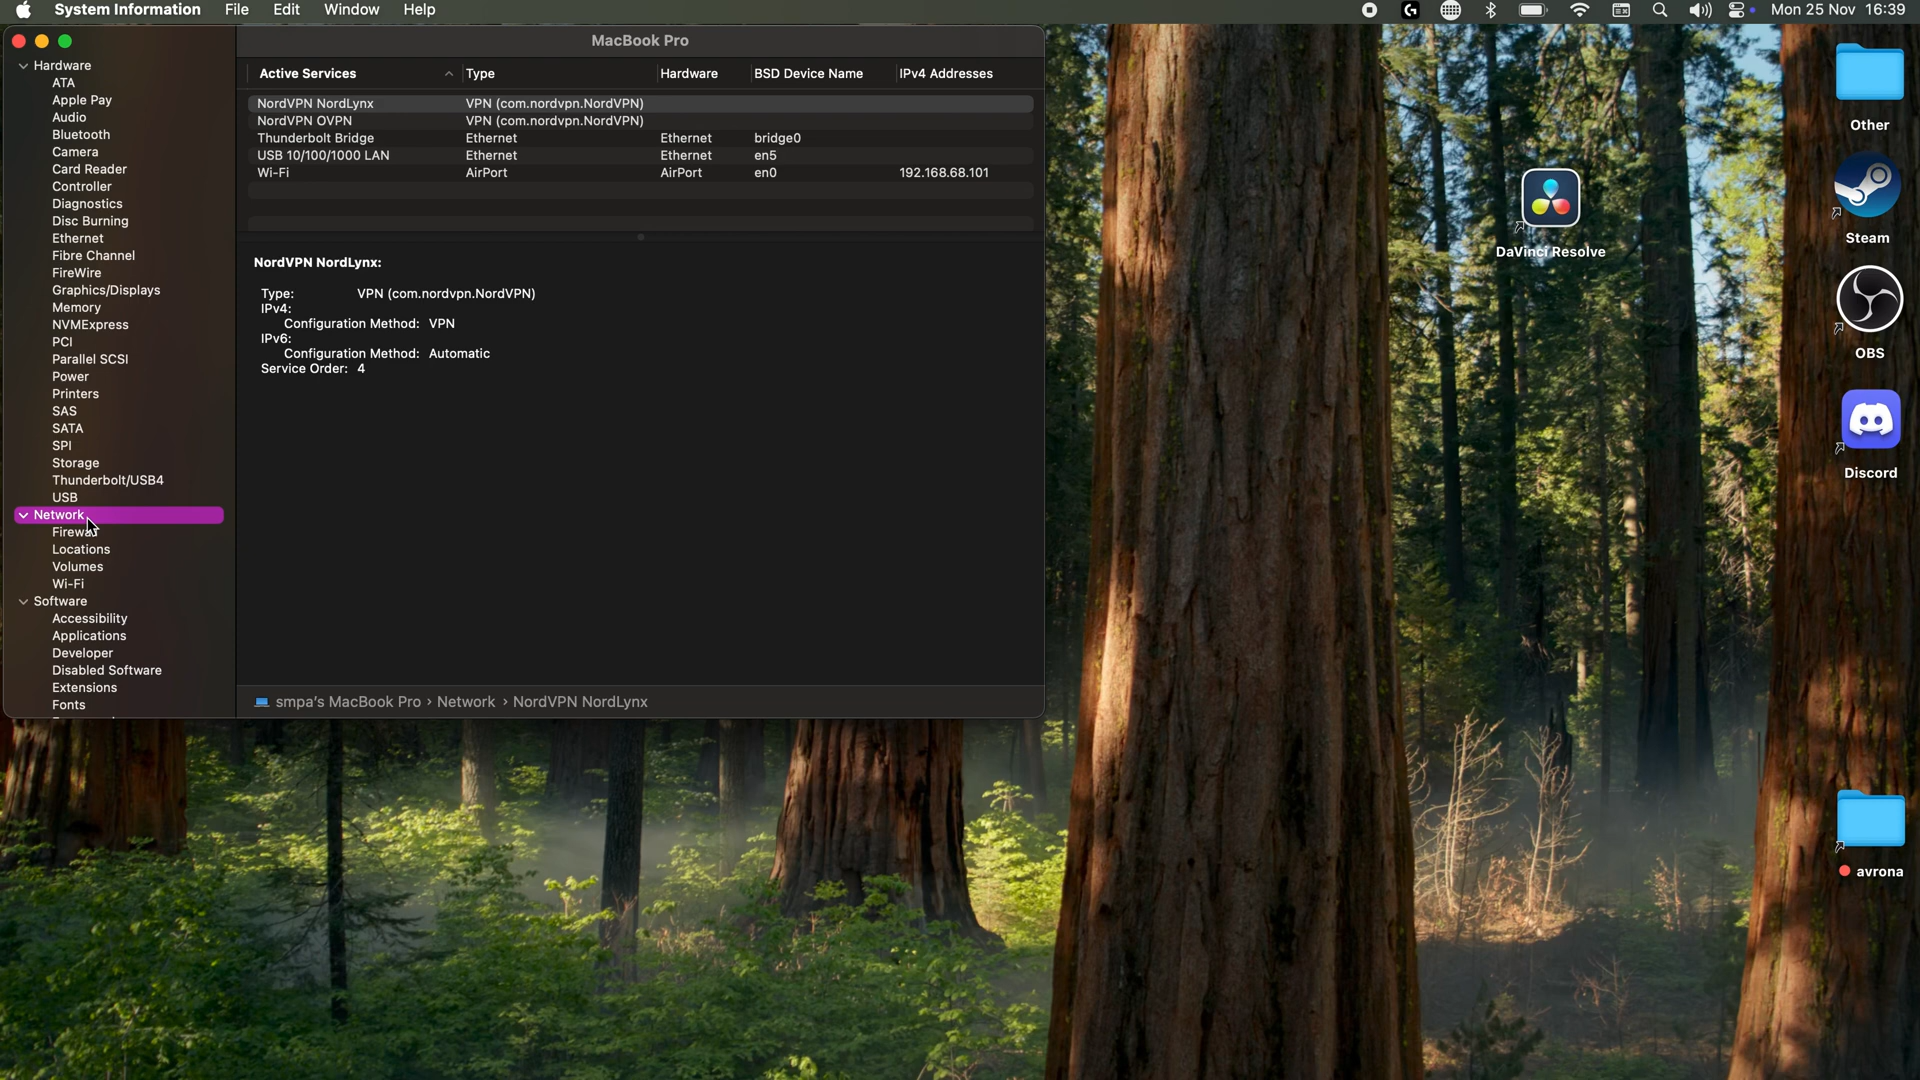 System Information File Edit Window Help
Mon 25 Nov 16:39
MacBook Pro
Hardware
ATA
Apple Pay
Audio
Bluetooth
Camera
Card Reader
Controller
Diagnostics
Disc Burning
Ethernet
Fibre Channel
FireWire
Graphics/Displays
Memory
NVMExpress
PCI
Parallel SCSI
Power
Printers
SAS
SATA
SPI
Storage
Thunderbolt/USB4
USB
Network
Firewall
Locations
Volumes
Wi-Fi
Software
Accessibility
Applications
Developer
Disabled Software
Extensions
Fonts
Active Services Type Hardware BSD Device Name IPv4 Addresses
NordVPN NordLynx VPN (com.nordvpn.NordVPN)
NordVPN OVPN VPN (com.nordvpn.NordVPN)
Thunderbolt Bridge Ethernet Ethernet bridge0
USB 10/100/1000 LAN Ethernet Ethernet en5
Wi-Fi AirPort AirPort en0 192.168.68.101
NordVPN NordLynx:
Type: VPN (com.nordvpn.NordVPN)
IPv4:
Configuration Method: VPN
IPv6:
Configuration Method: Automatic
Service Order: 4
smpa's MacBook Pro › Network › NordVPN NordLynx
Other
Steam
DaVinci Resolve
OBS
Discord
avrona